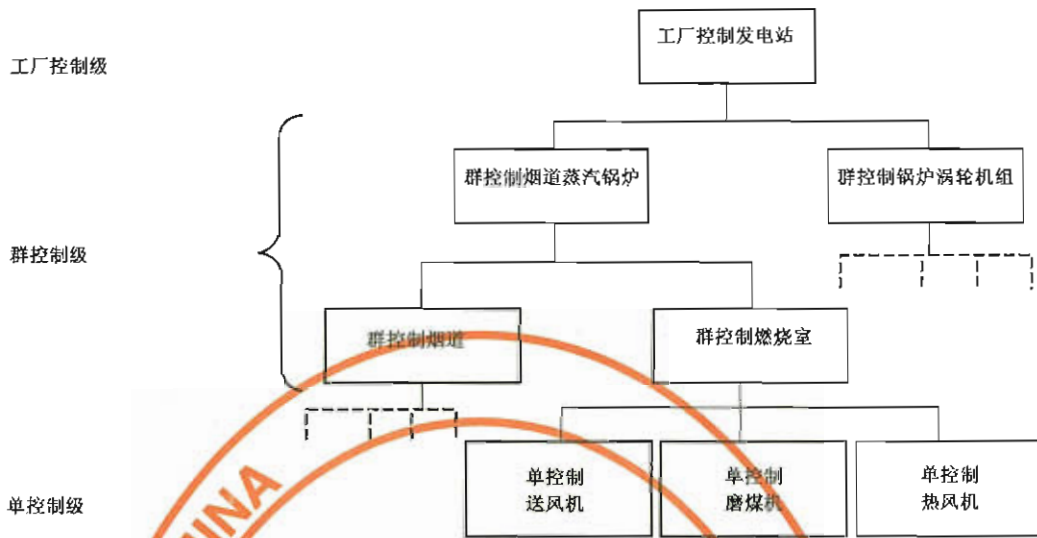 工厂控制级
工厂控制发电站
群控制烟道蒸汽锅炉
群控制锅炉涡轮机组
群控制级
群控制烟道
群控制燃烧室
单控制级
单控制
送风机
单控制
磨煤机
单控制
热风机
INA